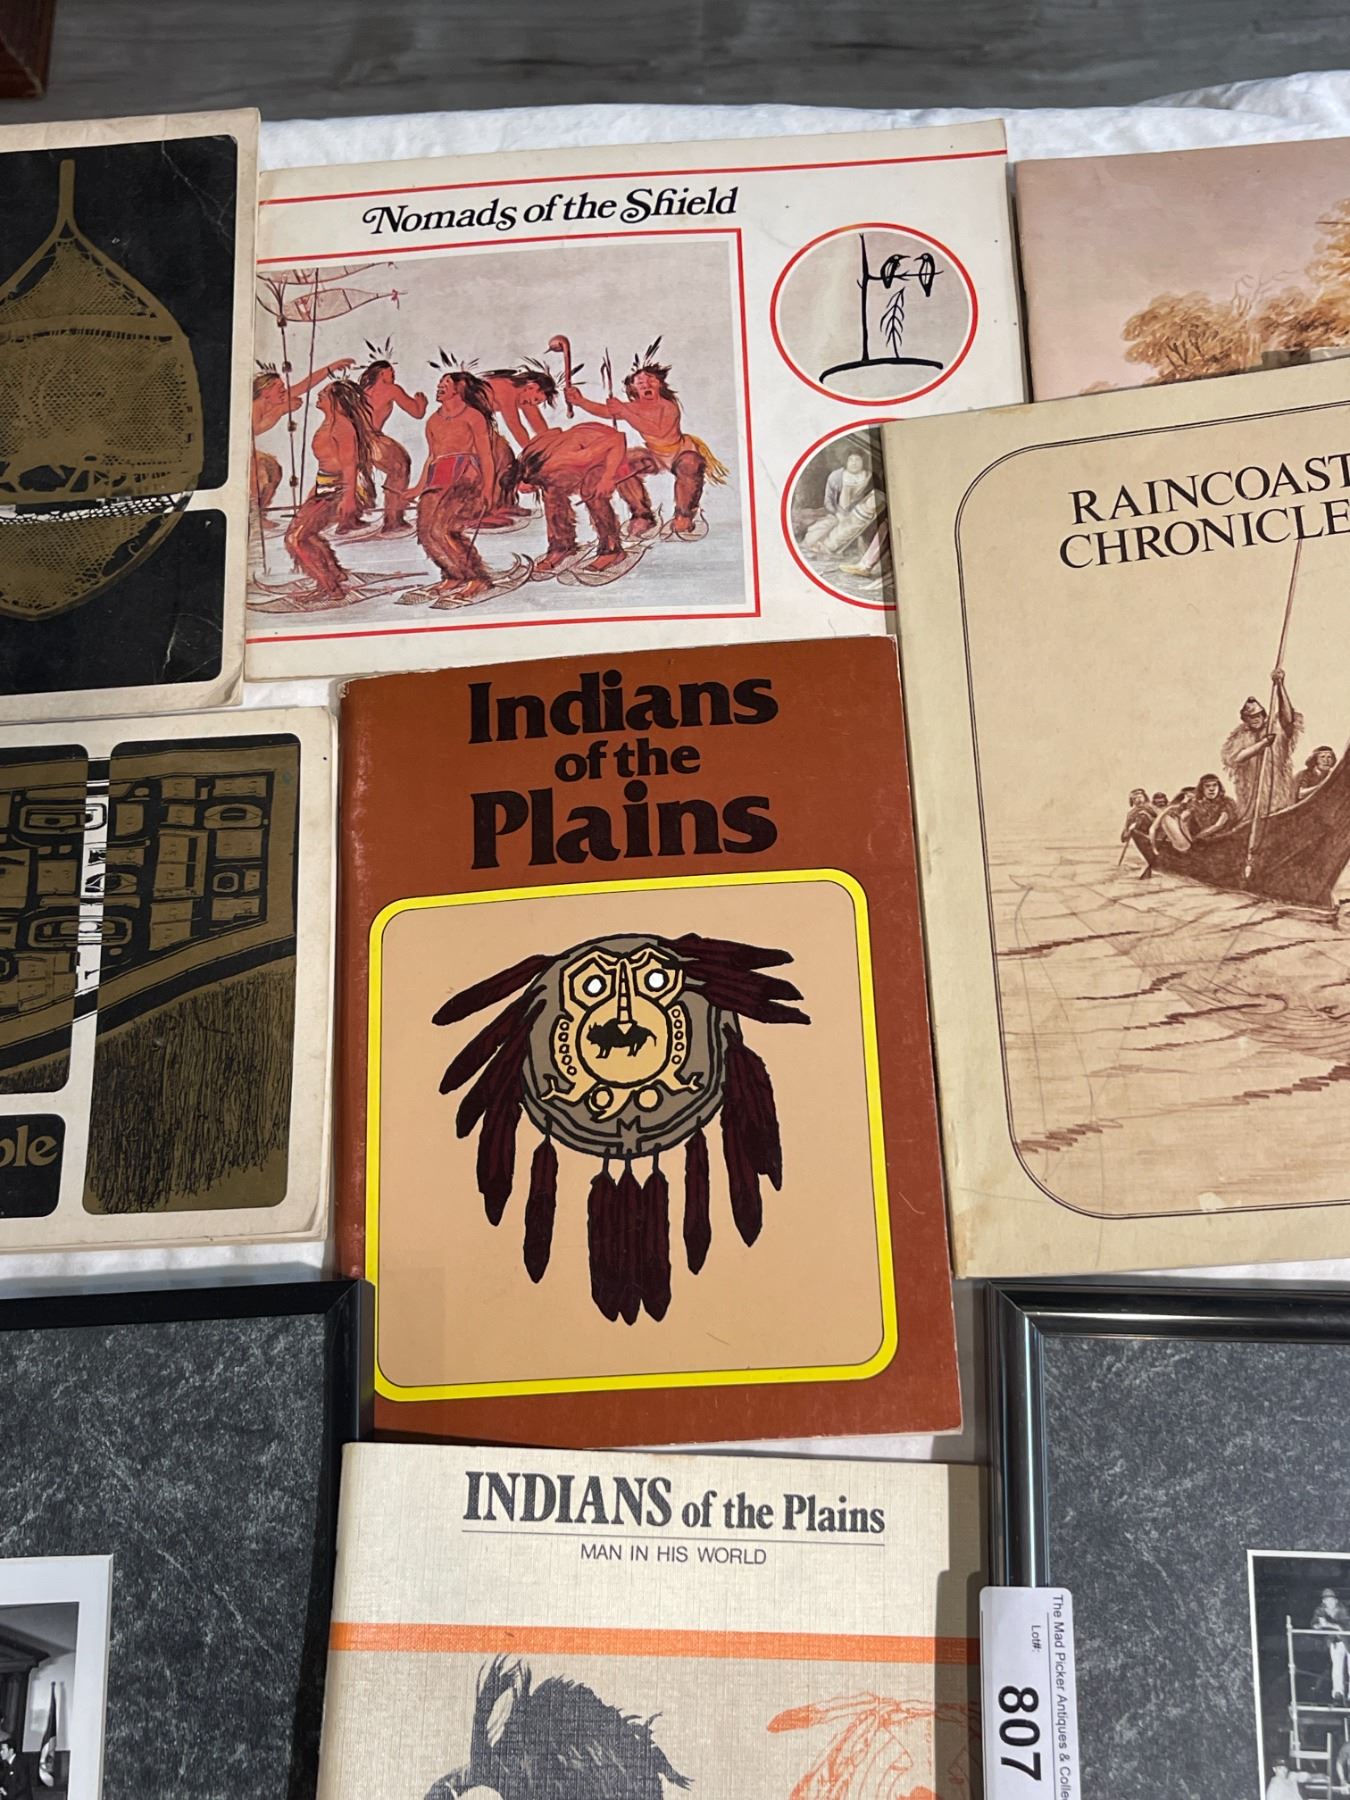 Nomads of the Shield
RAINCOAST
CHRONICLE
Indians
of the
Plains
ble
INDIANS of the Plains
MAN IN HIS WORLD
The Mad Picker Antiques & Colle
Lot#:
807